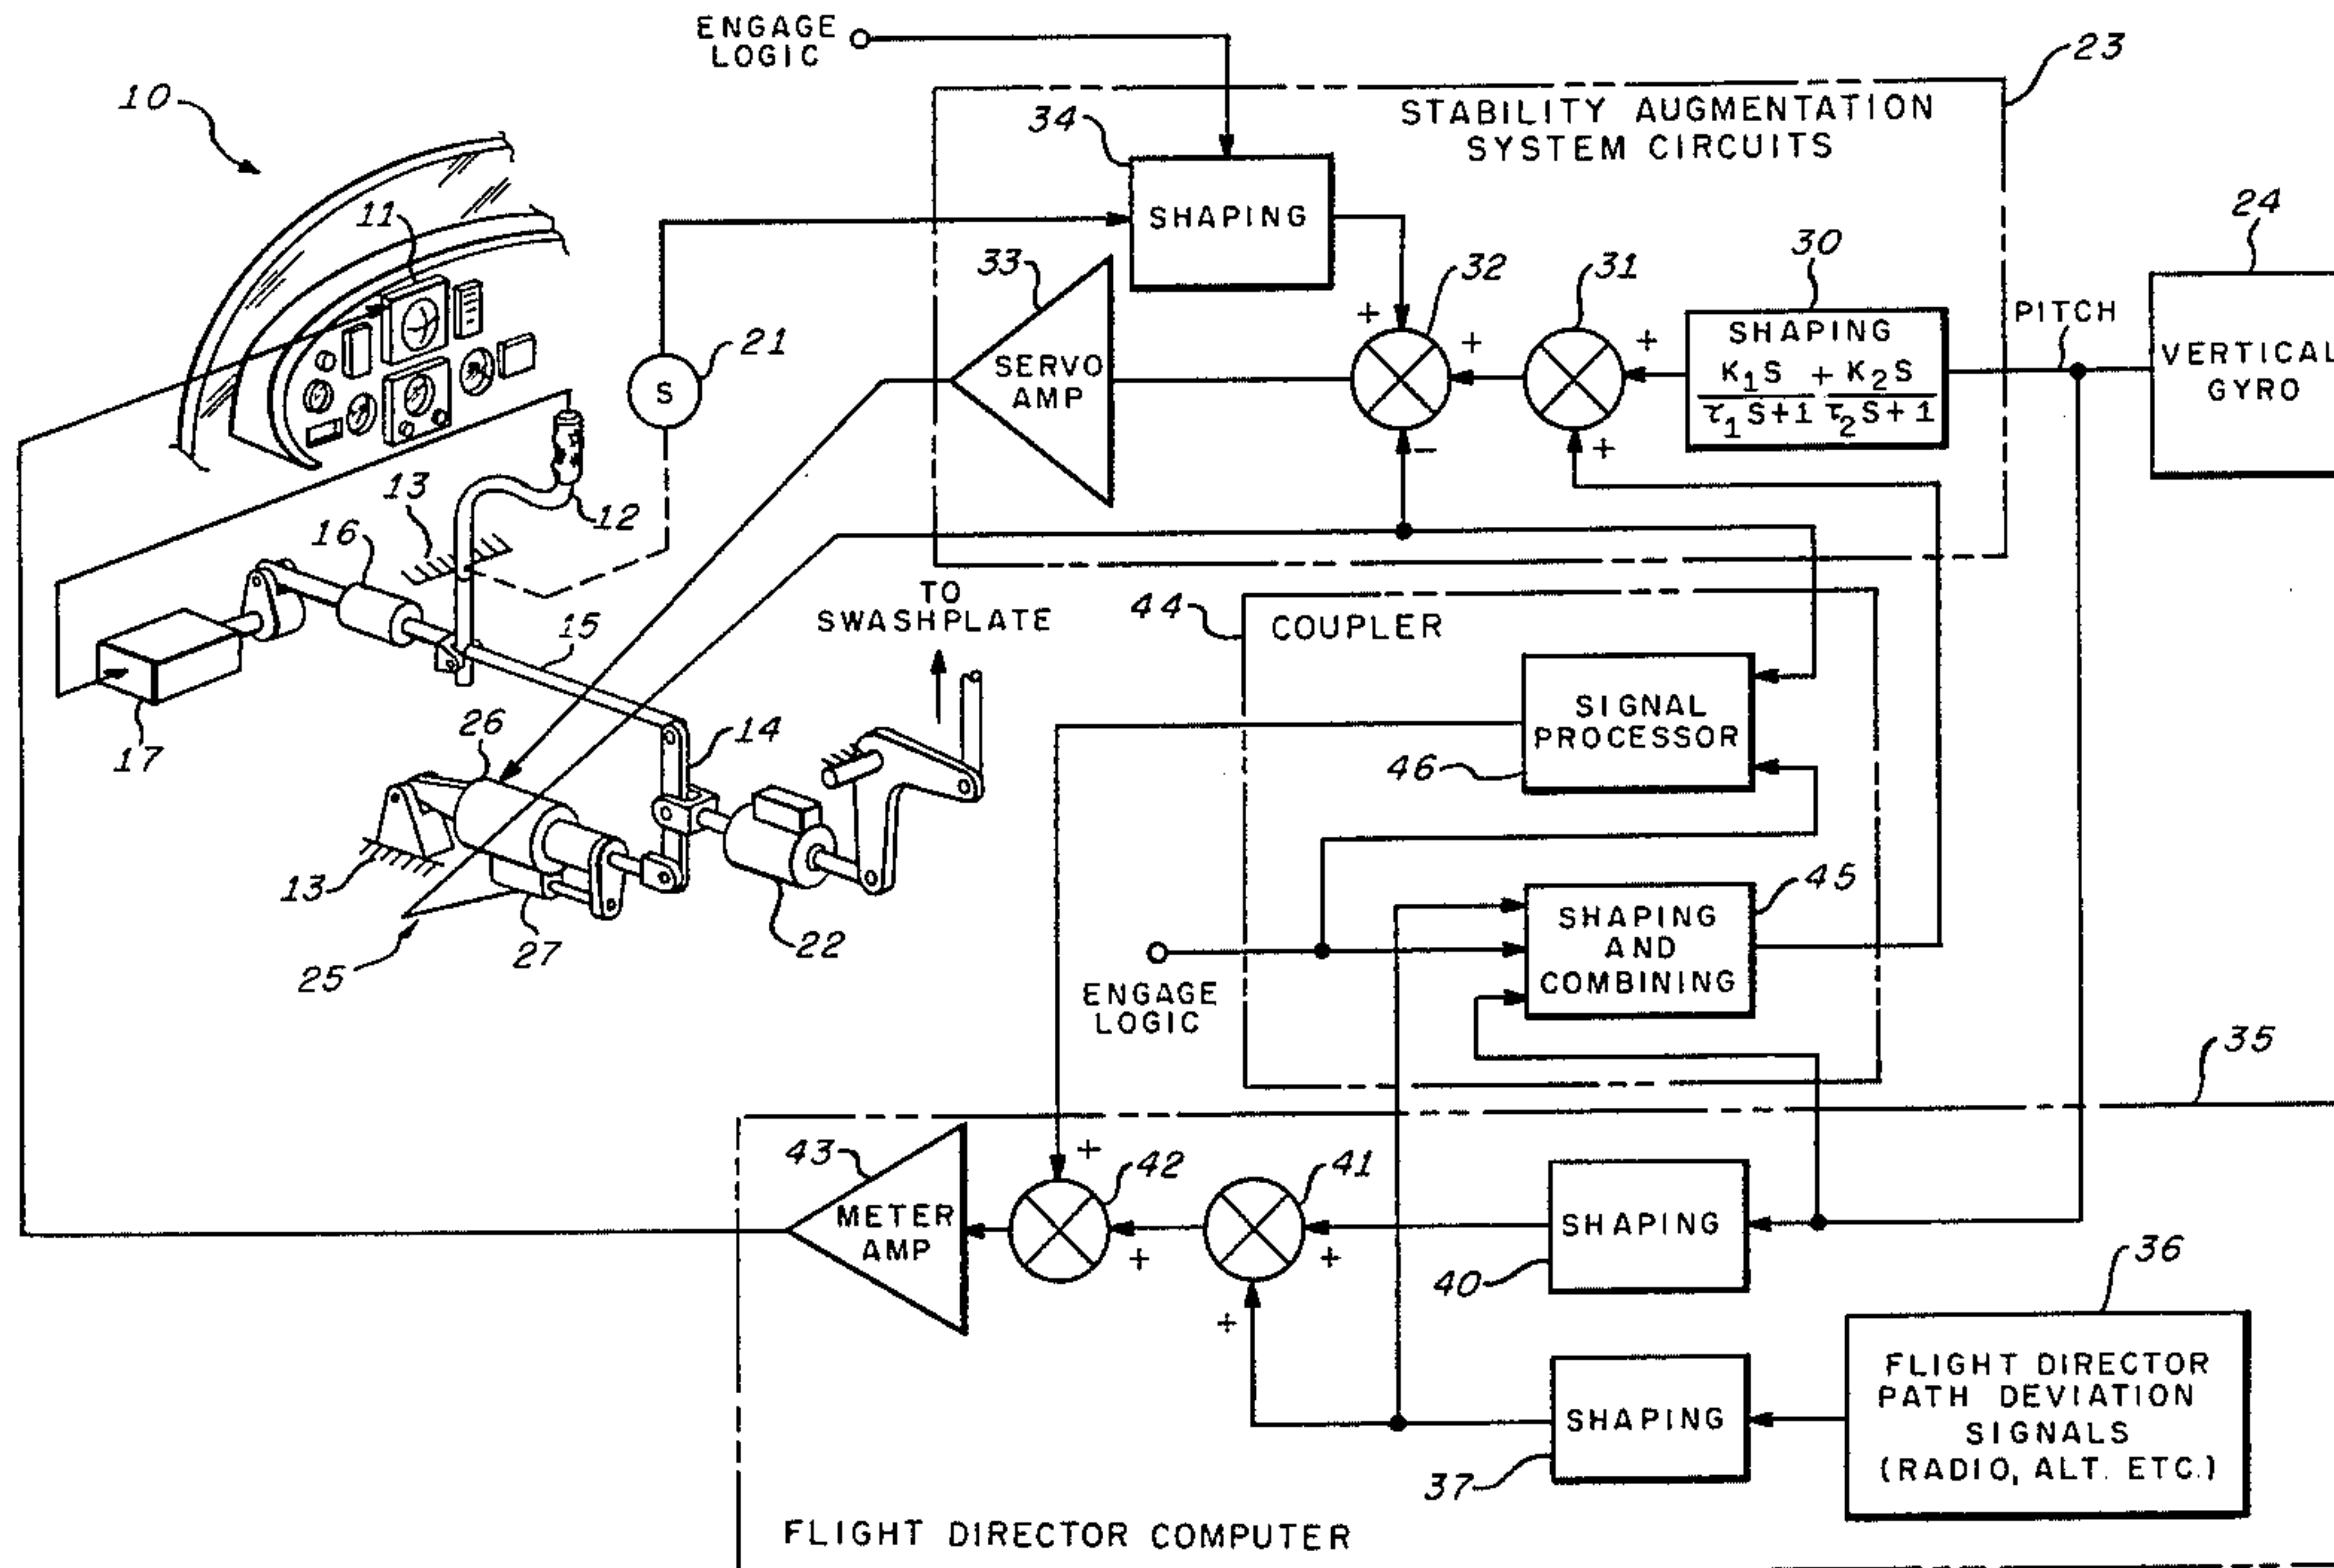 ENGAGE
LOGIC
23
10
STABILITY AUGMENTATION
SYSTEM CIRCUITS
34
11
SHAPING
24
33
32
31
30
+
+
+
PITCH
21
S
SERVO
AMP
SHAPING
K₁S + K₂S
τ₁S+1 τ₂S+1
VERTICAL
GYRO
−
+
13
12
16
TO
SWASHPLATE
44
COUPLER
15
SIGNAL
PROCESSOR
26
14
17
46
45
SHAPING
AND
COMBINING
13
27
22
25
ENGAGE
LOGIC
35
43
+
42
41
METER
AMP
SHAPING
+
+
40
36
+
FLIGHT DIRECTOR
PATH DEVIATION
SIGNALS
(RADIO, ALT. ETC.)
SHAPING
37
FLIGHT DIRECTOR COMPUTER